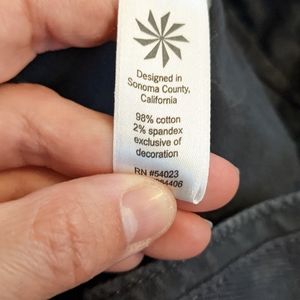 Designed in
Sonoma County,
California
98% cotton
2% spandex
exclusive of
decoration
RN #54023